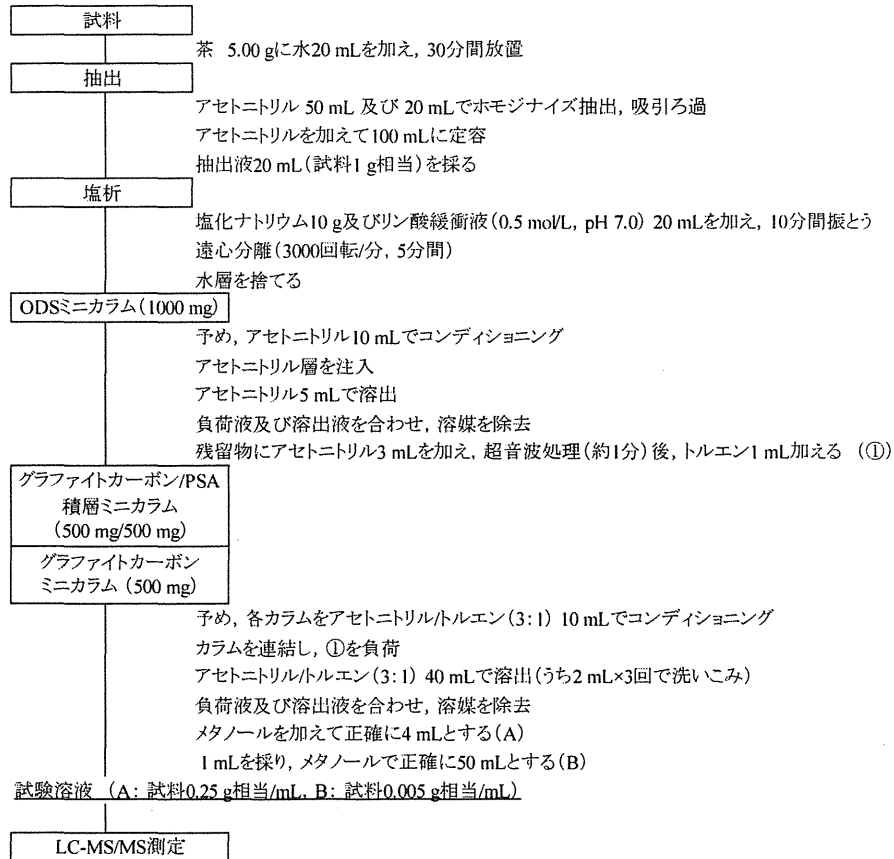 試料
茶 5.00 gに水20 mLを加え, 30分間放置
抽出
アセトニトリル 50 mL 及び 20 mLでホモジナイズ抽出, 吸引ろ過
アセトニトリルを加えて100 mLに定容
抽出液20 mL(試料1 g相当)を採る
塩析
塩化ナトリウム10 g及びリン酸緩衝液(0.5 mol/L, pH 7.0) 20 mLを加え, 10分間振とう
遠心分離(3000回転/分, 5分間)
水層を捨てる
ODSミニカラム(1000 mg)
予め, アセトニトリル10 mLでコンディショニング
アセトニトリル層を注入
アセトニトリル5 mLで溶出
負荷液及び溶出液を合わせ, 溶媒を除去
残留物にアセトニトリル3 mLを加え, 超音波処理(約1分)後, トルエン1 mL加える (①)
グラファイトカーボン/PSA
積層ミニカラム
(500 mg/500 mg)
グラファイトカーボン
ミニカラム (500 mg)
予め, 各カラムをアセトニトリル/トルエン(3:1) 10 mLでコンディショニング
カラムを連結し, ①を負荷
アセトニトリル/トルエン(3:1) 40 mLで溶出(うち2 mL×3回で洗いこみ)
負荷液及び溶出液を合わせ, 溶媒を除去
メタノールを加えて正確に4 mLとする(A)
1 mLを採り, メタノールで正確に50 mLとする(B)
試験溶液 (A: 試料0.25 g相当/mL, B: 試料0.005 g相当/mL)
LC-MS/MS測定